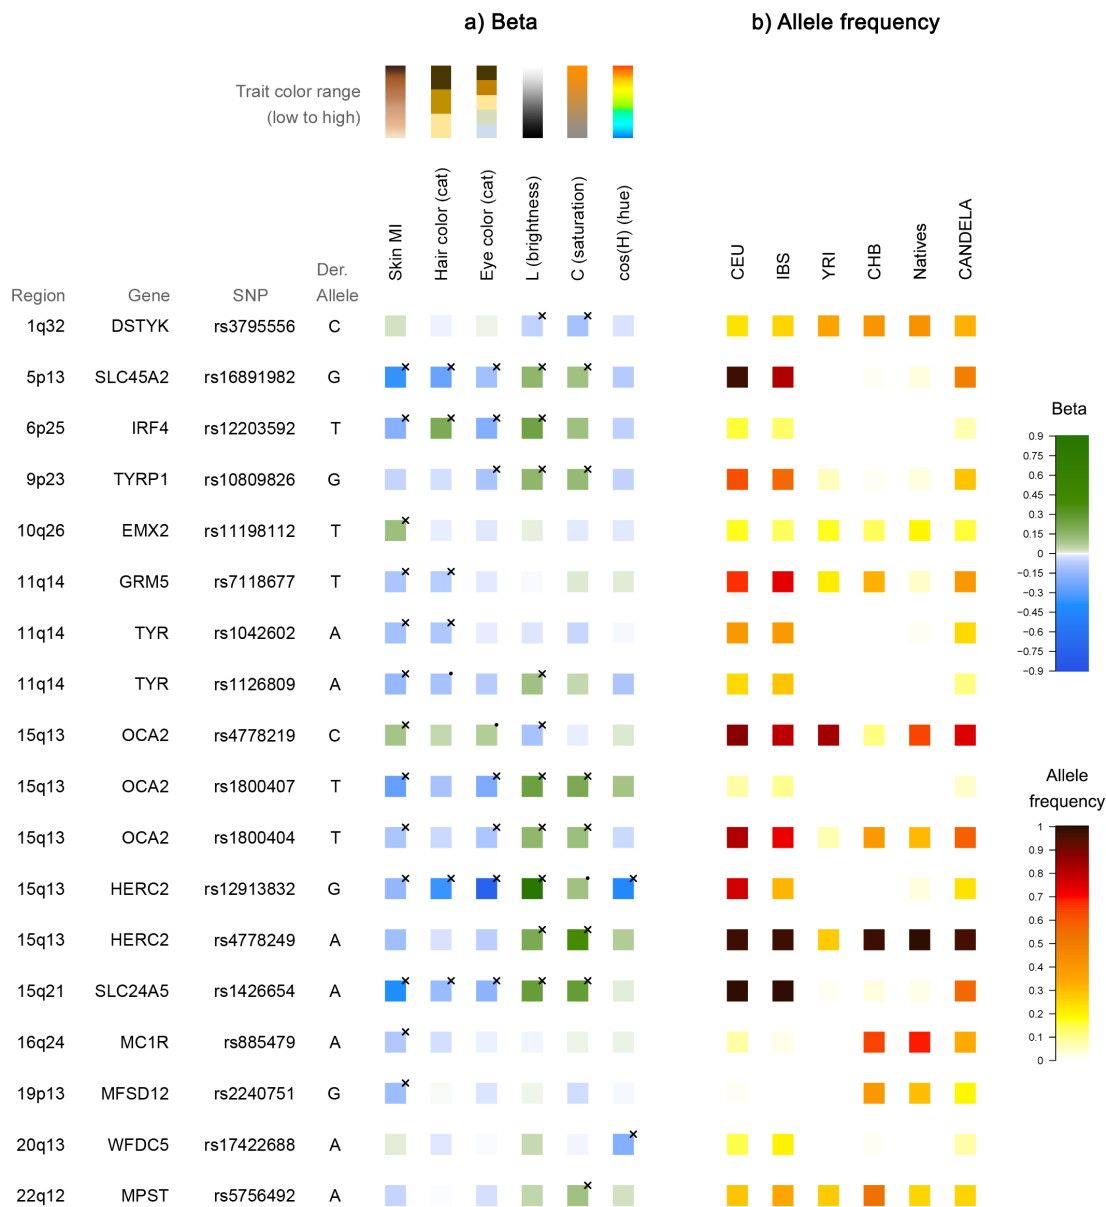 a) Beta
b) Allele frequency
Trait color range
(low to high)
Skin MI
Hair color (cat)
Eye color (cat)
L (brightness)
C (saturation)
cos(H) (hue)
CEU
IBS
YRI
CHB
Natives
CANDELA
Der.
Region Gene SNP Allele
1q32 DSTYK rs3795556 C
5p13 SLC45A2 rs16891982 G
6p25 IRF4 rs12203592 T
9p23 TYRP1 rs10809826 G
10q26 EMX2 rs11198112 T
11q14 GRM5 rs7118677 T
11q14 TYR rs1042602 A
11q14 TYR rs1126809 A
15q13 OCA2 rs4778219 C
15q13 OCA2 rs1800407 T
15q13 OCA2 rs1800404 T
15q13 HERC2 rs12913832 G
15q13 HERC2 rs4778249 A
15q21 SLC24A5 rs1426654 A
16q24 MC1R rs885479 A
19p13 MFSD12 rs2240751 G
20q13 WFDC5 rs17422688 A
22q12 MPST rs5756492 A
Beta
0.9
0.75
0.6
0.45
0.3
0.15
0
−0.15
−0.3
−0.45
−0.6
−0.75
−0.9
Allele
frequency
1
0.9
0.8
0.7
0.6
0.5
0.4
0.3
0.2
0.1
0